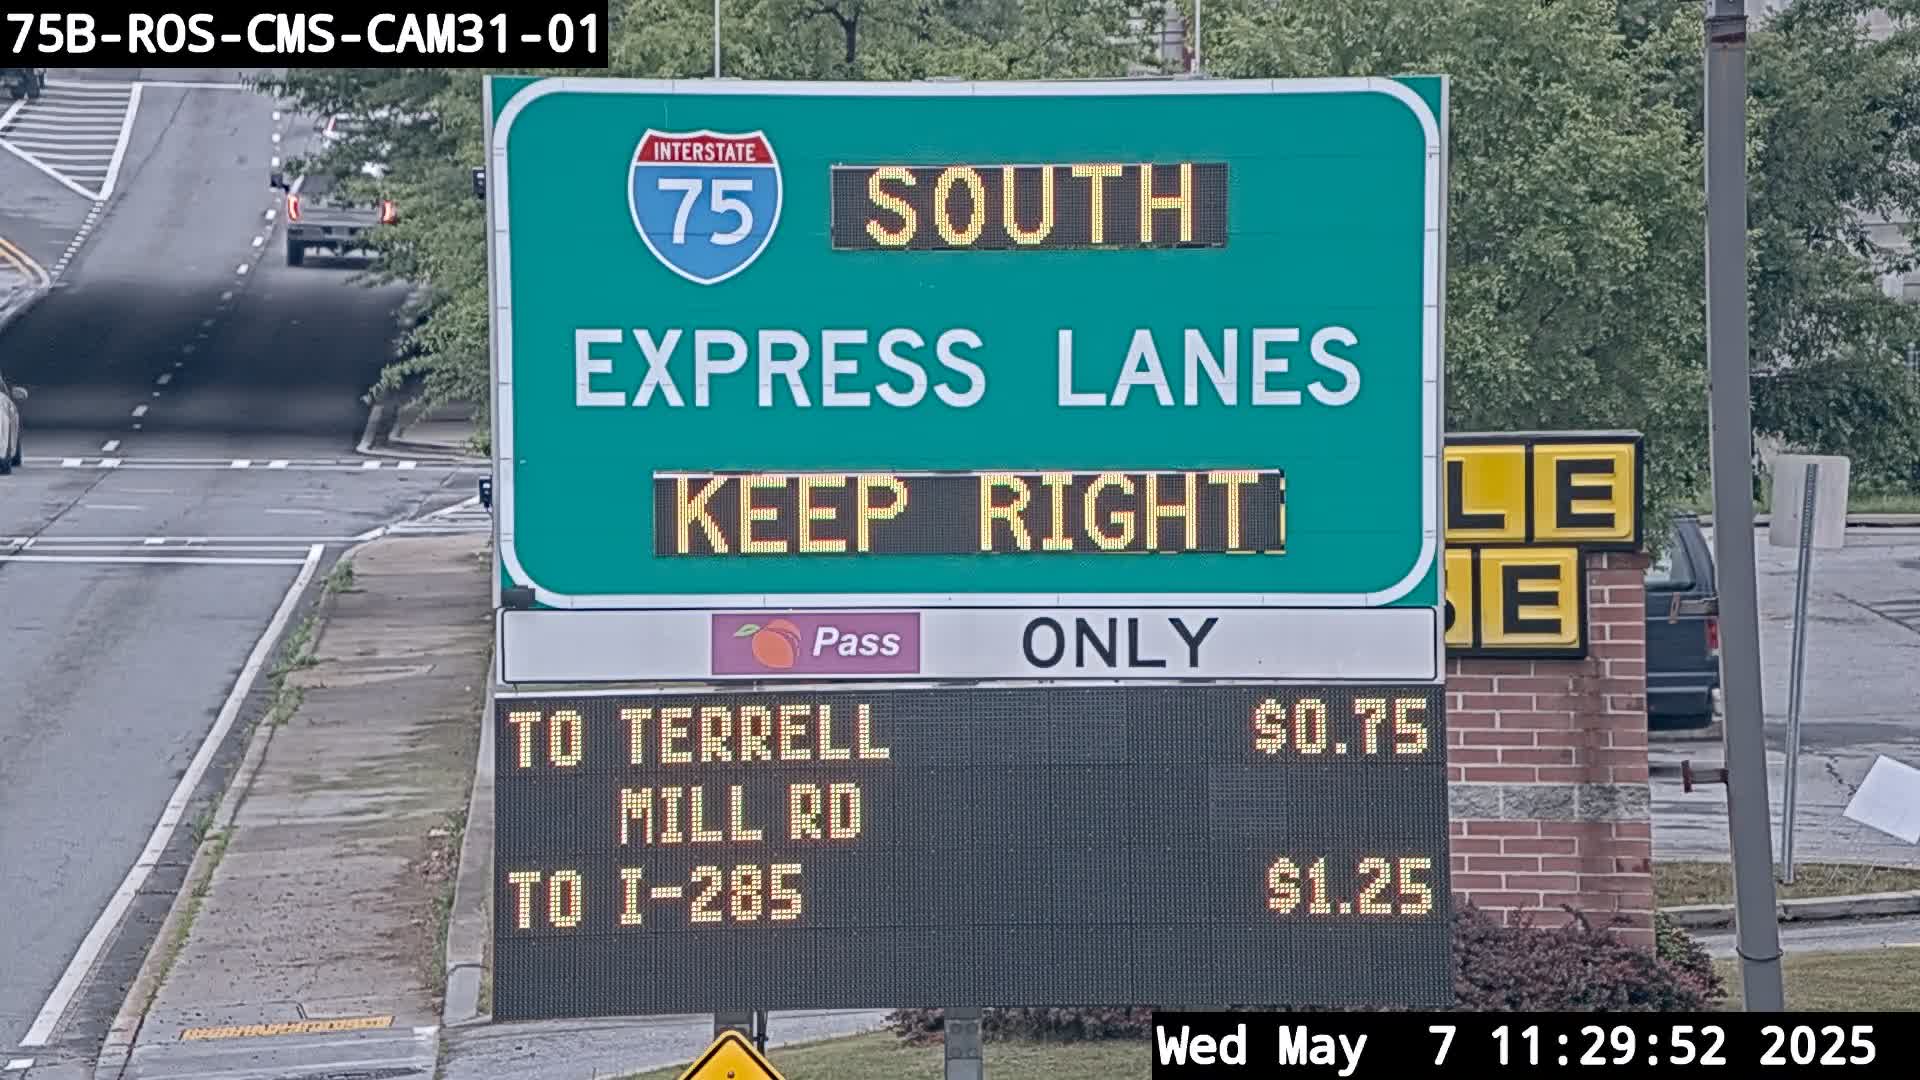 75B-ROS-CMS-CAM31-01
INTERSTATE
75
SOUTH
EXPRESS LANES
KEEP RIGHT
Pass ONLY
TO TERRELL $0.75
MILL RD
TO I-285 $1.25
LE
E
Wed May 7 11:29:52 2025